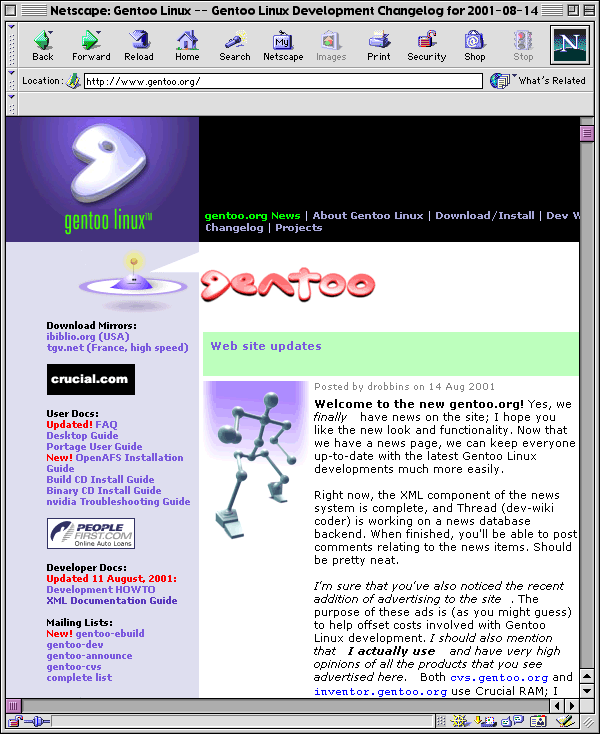 Netscape: Gentoo Linux -- Gentoo Linux Development Changelog for 2001-08-14
Back Forward Reload Home Search Netscape Images Print Security Shop Stop
My
N
Location: http://www.gentoo.org/ What's Related
gentoo linux™
gentoo.org News | About Gentoo Linux | Download/Install | Dev W
Changelog | Projects
gentoo
Download Mirrors:
ibiblio.org (USA)
tgv.net (France, high speed)
crucial.com
User Docs:
Updated! FAQ
Desktop Guide
Portage User Guide
New! OpenAFS Installation
Guide
Build CD Install Guide
Binary CD Install Guide
nvidia Troubleshooting Guide
PEOPLE
FIRST.COM
Online Auto Loans
Developer Docs:
Updated 11 August, 2001:
Development HOWTO
XML Documentation Guide
Mailing Lists:
New! gentoo-ebuild
gentoo-dev
gentoo-announce
gentoo-cvs
complete list
Web site updates
Posted by drobbins on 14 Aug 2001
Welcome to the new gentoo.org! Yes, we
finally have news on the site; I hope you
like the new look and functionality. Now that
we have a news page, we can keep everyone
up-to-date with the latest Gentoo Linux
developments much more easily.
Right now, the XML component of the news
system is complete, and Thread (dev-wiki
coder) is working on a news database
backend. When finished, you'll be able to post
comments relating to the news items. Should
be pretty neat.
I'm sure that you've also noticed the recent
addition of advertising to the site . The
purpose of these ads is (as you might guess)
to help offset costs involved with Gentoo
Linux development. I should also mention
that I actually use and have very high
opinions of all the products that you see
advertised here. Both cvs.gentoo.org and
inventor.gentoo.org use Crucial RAM; I